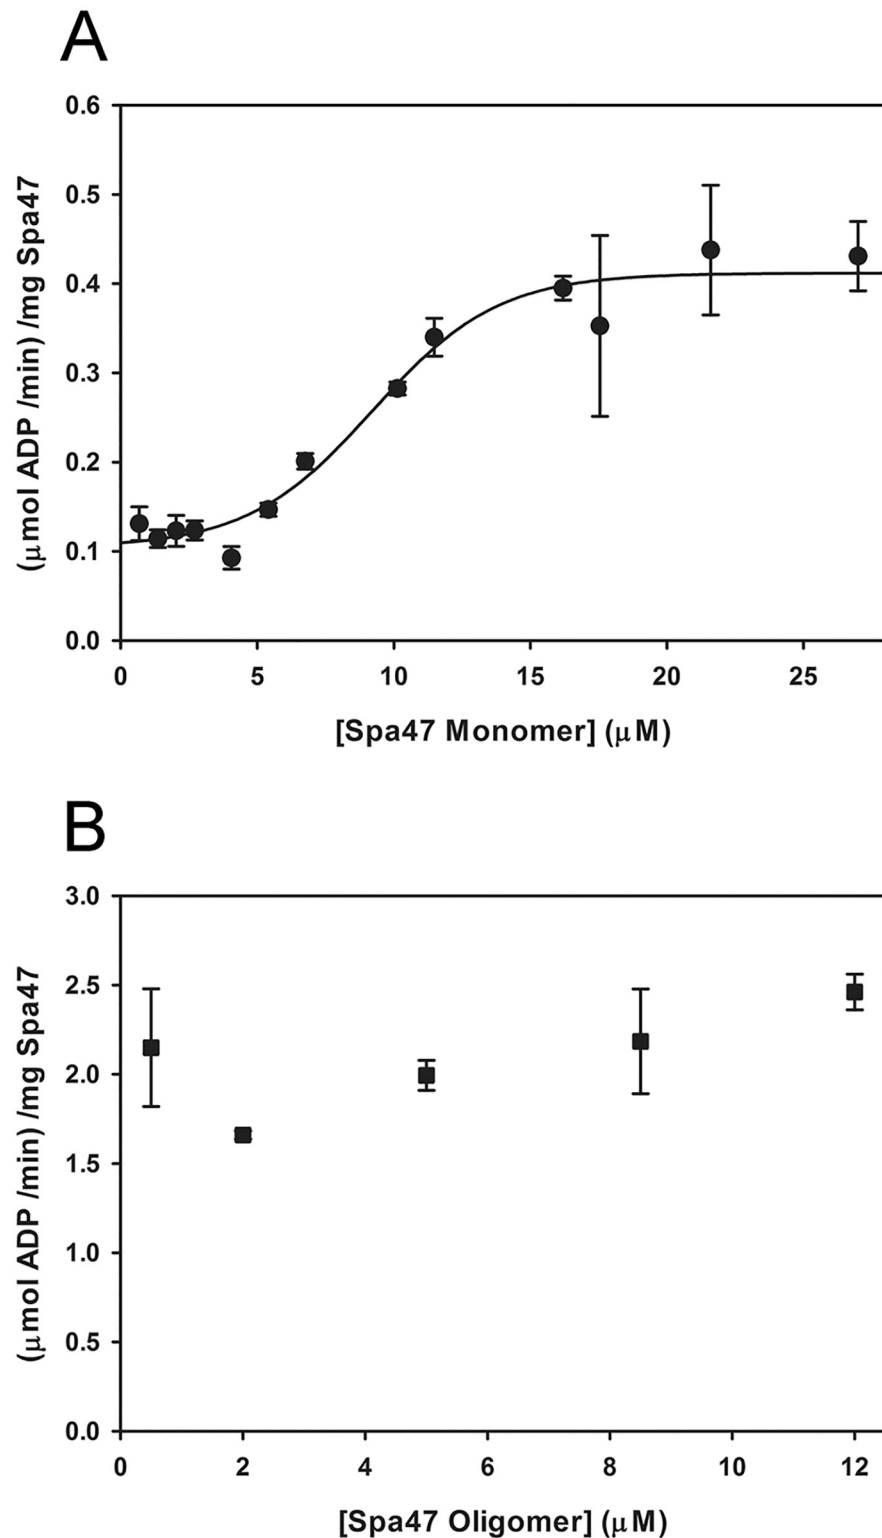 A
(μmol ADP /min) /mg Spa47
0.6
0.5
0.4
0.3
0.2
0.1
0.0
0 5 10 15 20 25
[Spa47 Monomer] (μM)
B
(μmol ADP /min) /mg Spa47
3.0
2.5
2.0
1.5
1.0
0.5
0.0
0 2 4 6 8 10 12
[Spa47 Oligomer] (μM)